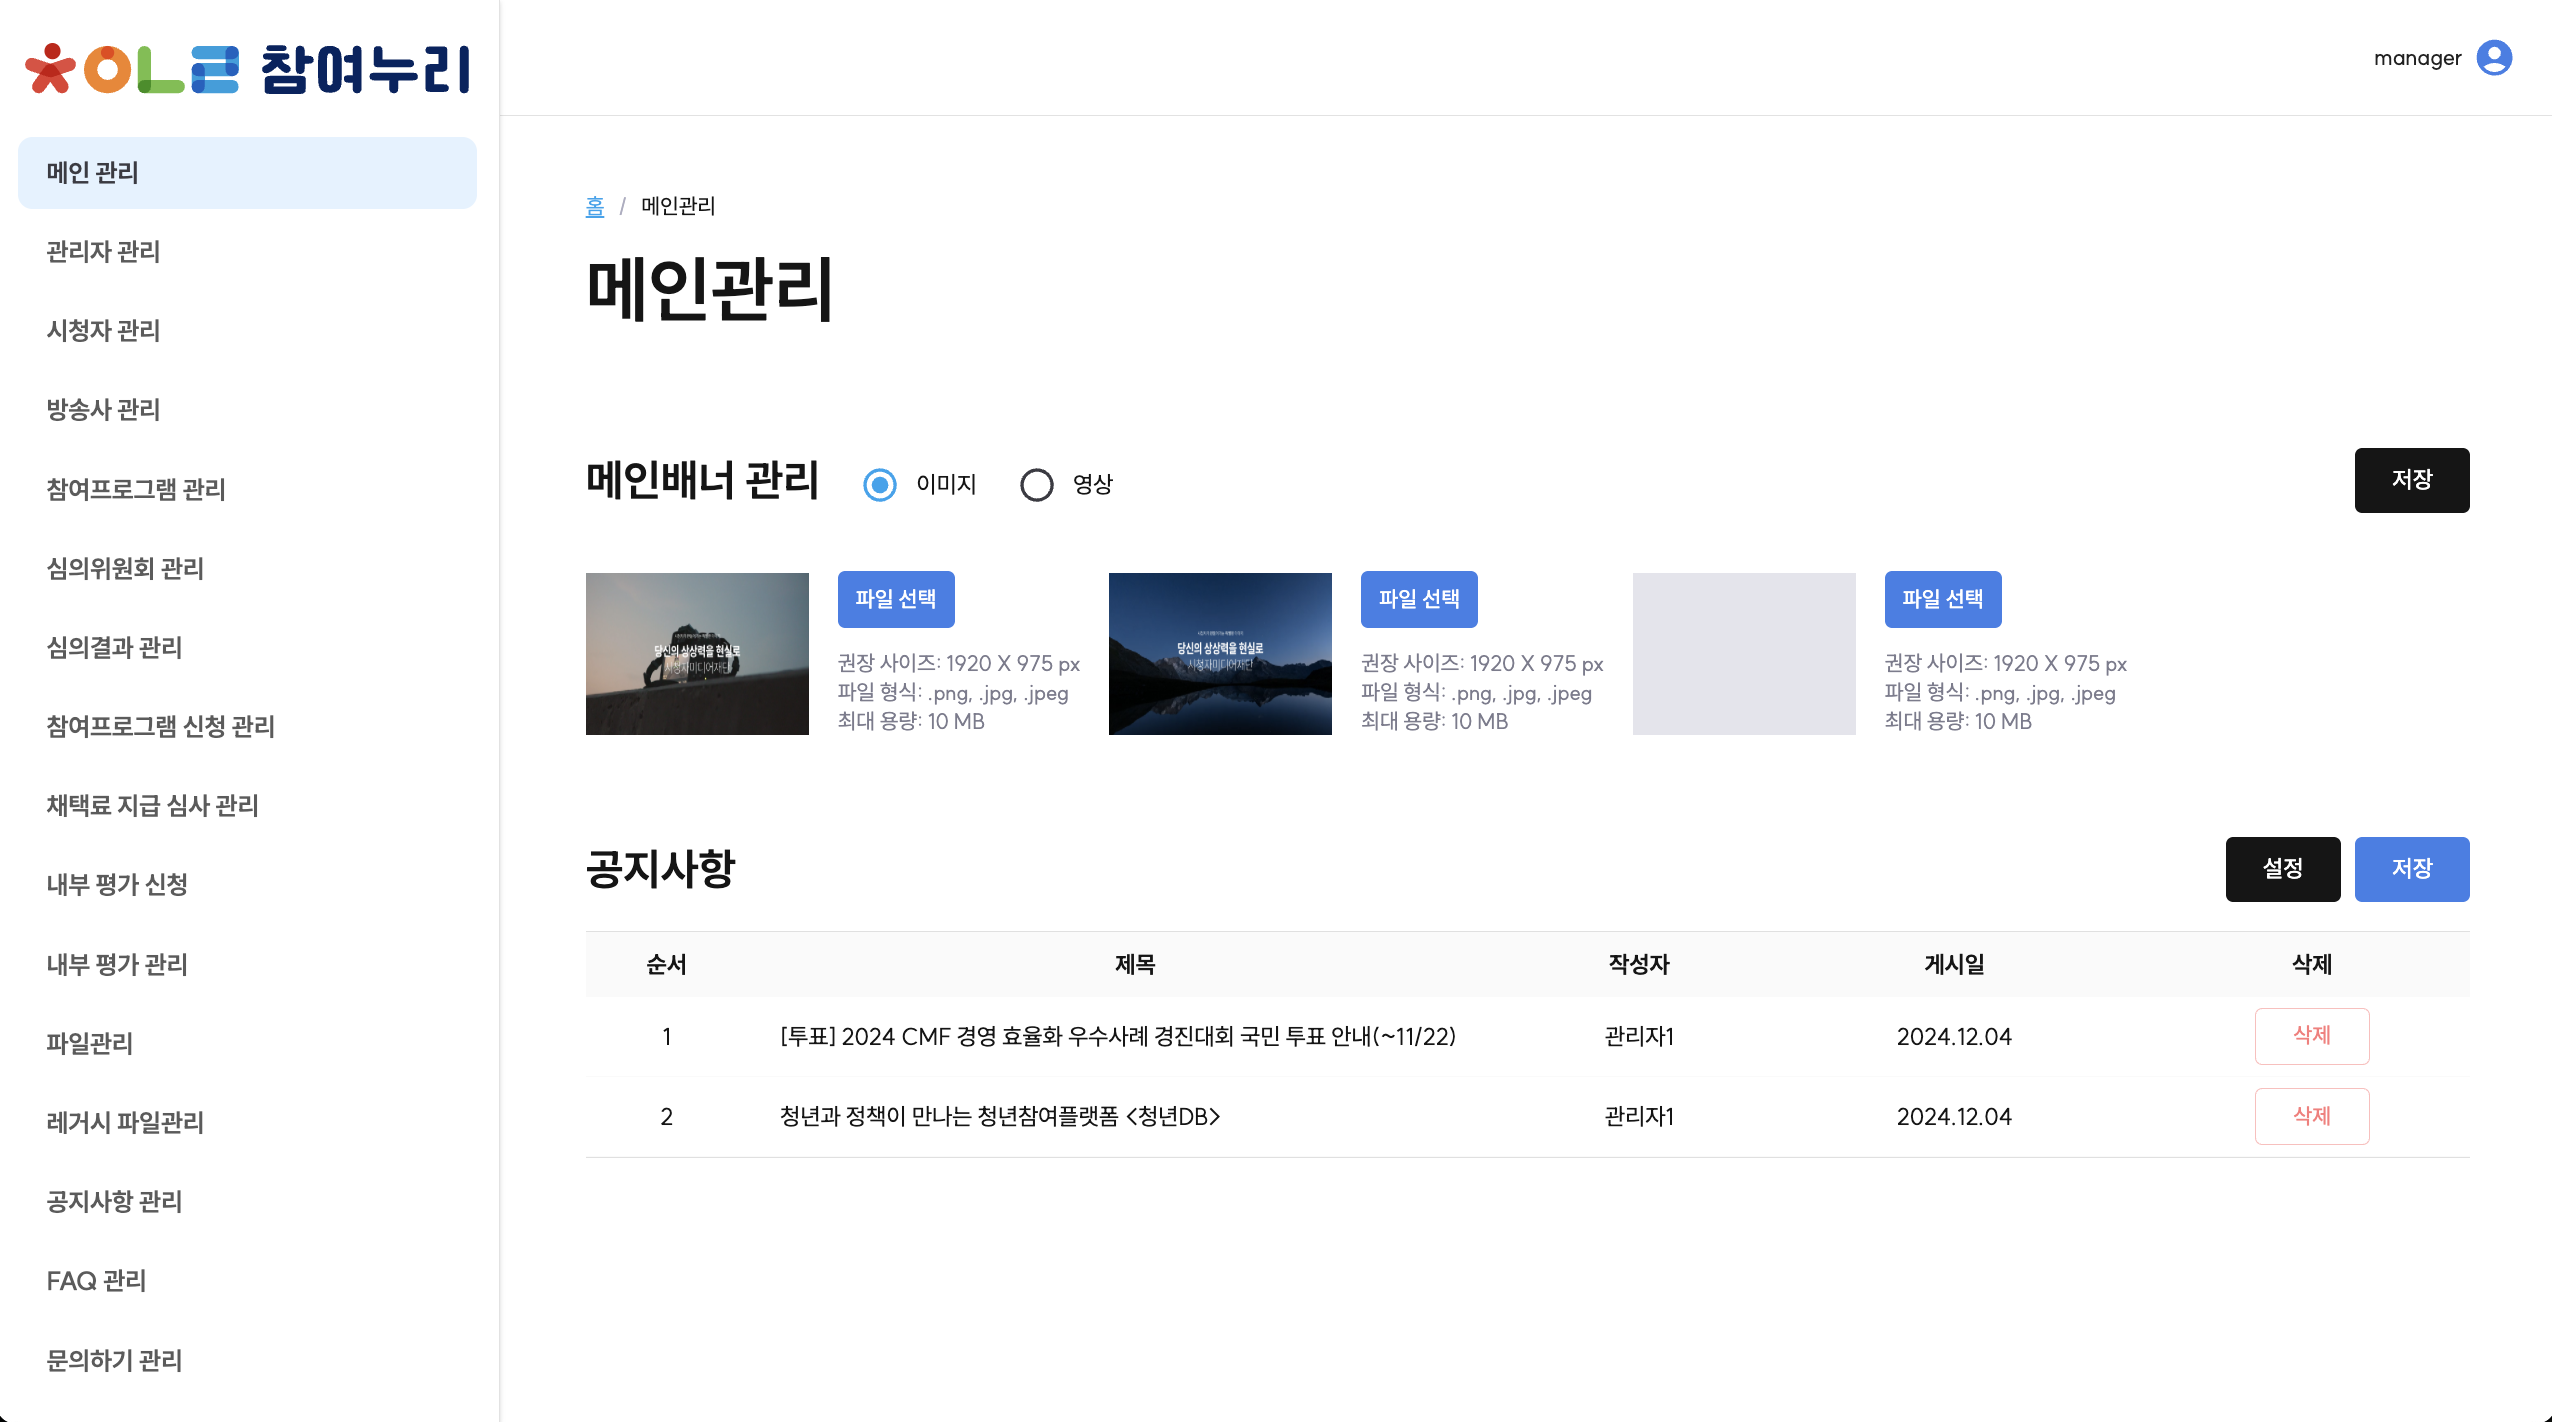 참여누리
manager
메인 관리
관리자 관리
시청자 관리
방송사 관리
참여프로그램 관리
심의위원회 관리
심의결과 관리
참여프로그램 신청 관리
채택료 지급 심사 관리
내부 평가 신청
내부 평가 관리
파일관리
레거시 파일관리
공지사항 관리
FAQ 관리
문의하기 관리
홈 / 메인관리
메인관리
메인배너 관리 이미지 영상 저장
당신의 상상력을 현실로
시청자미디어재단
파일 선택
권장 사이즈: 1920 X 975 px
파일 형식: .png, .jpg, .jpeg
최대 용량: 10 MB
당신의 상상력을 현실로
시청자미디어재단
파일 선택
권장 사이즈: 1920 X 975 px
파일 형식: .png, .jpg, .jpeg
최대 용량: 10 MB
파일 선택
권장 사이즈: 1920 X 975 px
파일 형식: .png, .jpg, .jpeg
최대 용량: 10 MB
공지사항 설정 저장
순서 제목 작성자 게시일 삭제
1 [투표] 2024 CMF 경영 효율화 우수사례 경진대회 국민 투표 안내(~11/22) 관리자1 2024.12.04 삭제
2 청년과 정책이 만나는 청년참여플랫폼 <청년DB> 관리자1 2024.12.04 삭제